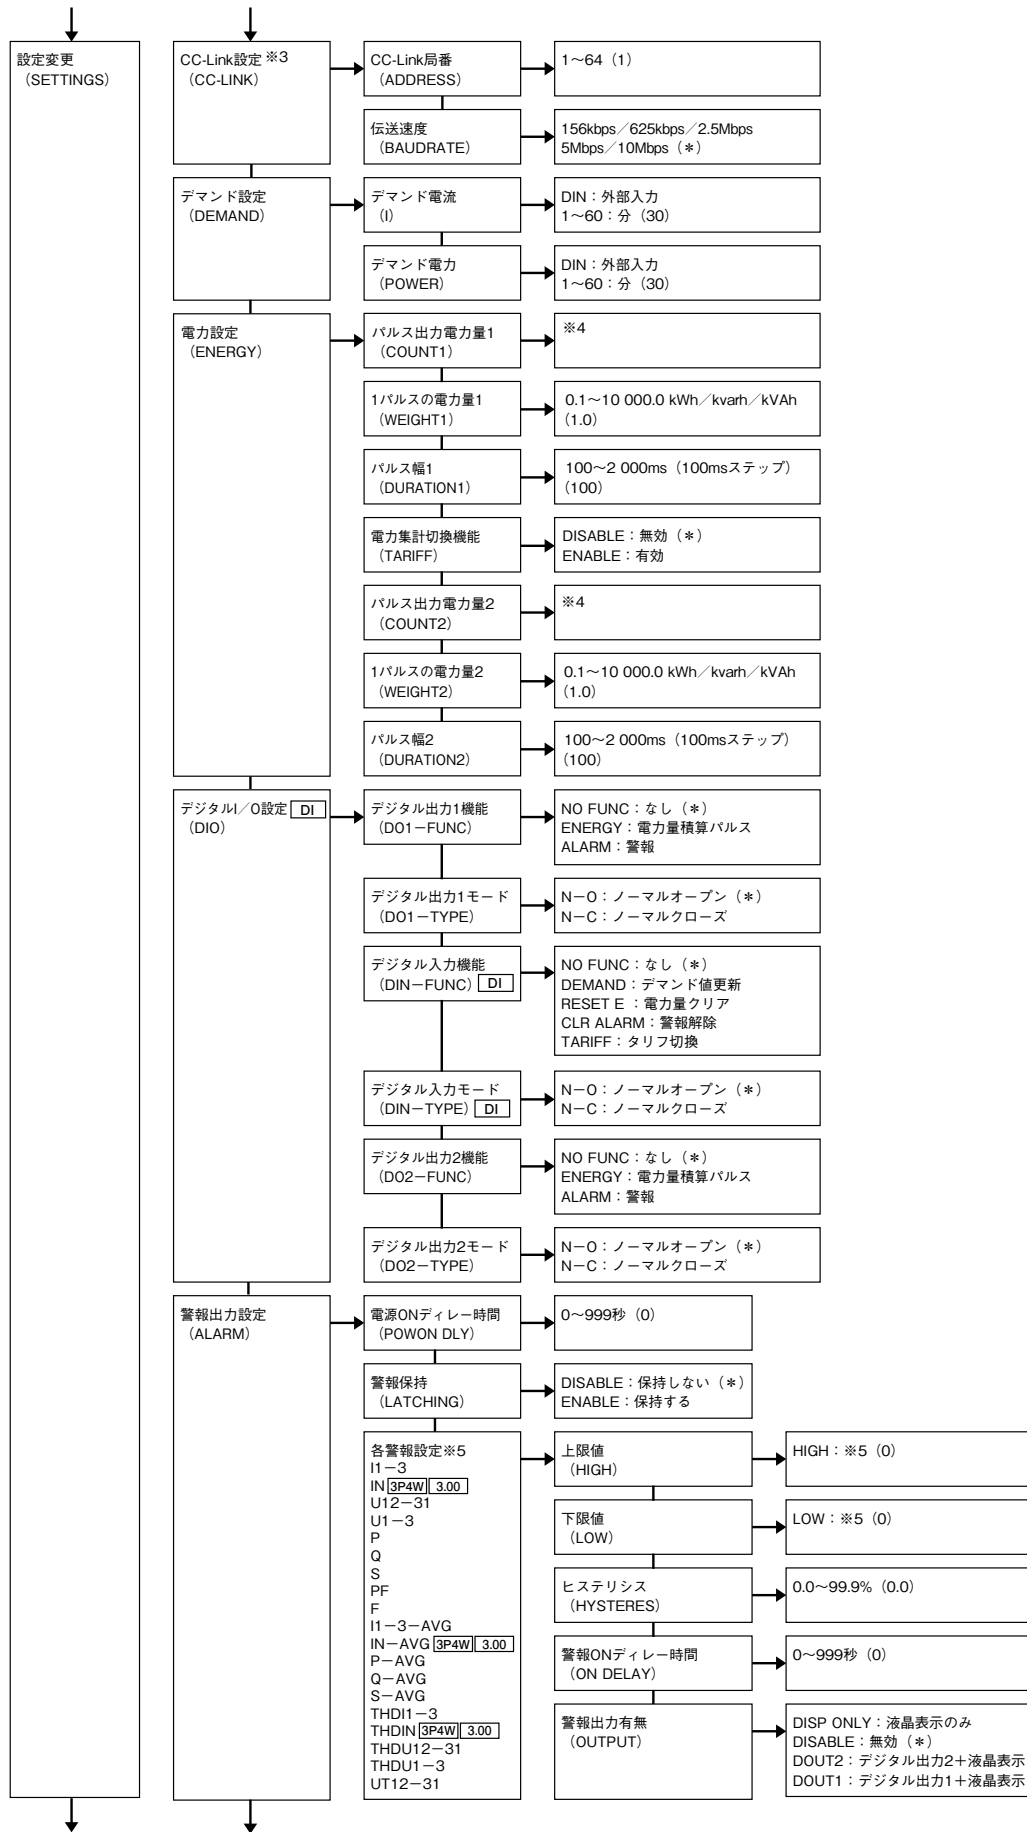 設定変更
（SETTINGS）
CC-Link設定※3
（CC-LINK）
CC-Link局番
（ADDRESS）
1～64（1）
伝送速度
（BAUDRATE）
156kbps／625kbps／2.5Mbps
5Mbps／10Mbps（＊）
デマンド設定
（DEMAND）
デマンド電流
（I）
DIN：外部入力
1～60：分（30）
デマンド電力
（POWER）
DIN：外部入力
1～60：分（30）
電力設定
（ENERGY）
パルス出力電力量1
（COUNT1）
※4
1パルスの電力量1
（WEIGHT1）
0.1～10 000.0 kWh／kvarh／kVAh
（1.0）
パルス幅1
（DURATION1）
100～2 000ms（100msステップ）
（100）
電力集計切換機能
（TARIFF）
DISABLE：無効（＊）
ENABLE：有効
パルス出力電力量2
（COUNT2）
※4
1パルスの電力量2
（WEIGHT2）
0.1～10 000.0 kWh／kvarh／kVAh
（1.0）
パルス幅2
（DURATION2）
100～2 000ms（100msステップ）
（100）
デジタルI／O設定 DI
（DIO）
デジタル出力1機能
（DO1－FUNC）
NO FUNC：なし（＊）
ENERGY：電力量積算パルス
ALARM：警報
デジタル出力1モード
（DO1－TYPE）
N－O：ノーマルオープン（＊）
N－C：ノーマルクローズ
デジタル入力機能
（DIN－FUNC） DI
NO FUNC：なし（＊）
DEMAND：デマンド値更新
RESET E ：電力量クリア
CLR ALARM：警報解除
TARIFF：タリフ切換
デジタル入力モード
（DIN－TYPE） DI
N－O：ノーマルオープン（＊）
N－C：ノーマルクローズ
デジタル出力2機能
（DO2－FUNC）
NO FUNC：なし（＊）
ENERGY：電力量積算パルス
ALARM：警報
デジタル出力2モード
（DO2－TYPE）
N－O：ノーマルオープン（＊）
N－C：ノーマルクローズ
警報出力設定
（ALARM）
電源ONディレー時間
（POWON DLY）
0～999秒（0）
警報保持
（LATCHING）
DISABLE：保持しない（＊）
ENABLE：保持する
各警報設定※5
I1－3
IN 3P4W 3.00
U12－31
U1－3
P
Q
S
PF
F
I1－3－AVG
IN－AVG 3P4W 3.00
P－AVG
Q－AVG
S－AVG
THDI1－3
THDIN 3P4W 3.00
THDU12－31
THDU1－3
UT12－31
上限値
（HIGH）
HIGH：※5（0）
下限値
（LOW）
LOW：※5（0）
ヒステリシス
（HYSTERES）
0.0～99.9%（0.0）
警報ONディレー時間
（ON DELAY）
0～999秒（0）
警報出力有無
（OUTPUT）
DISP ONLY：液晶表示のみ
DISABLE：無効（＊）
DOUT2：デジタル出力2＋液晶表示
DOUT1：デジタル出力1＋液晶表示